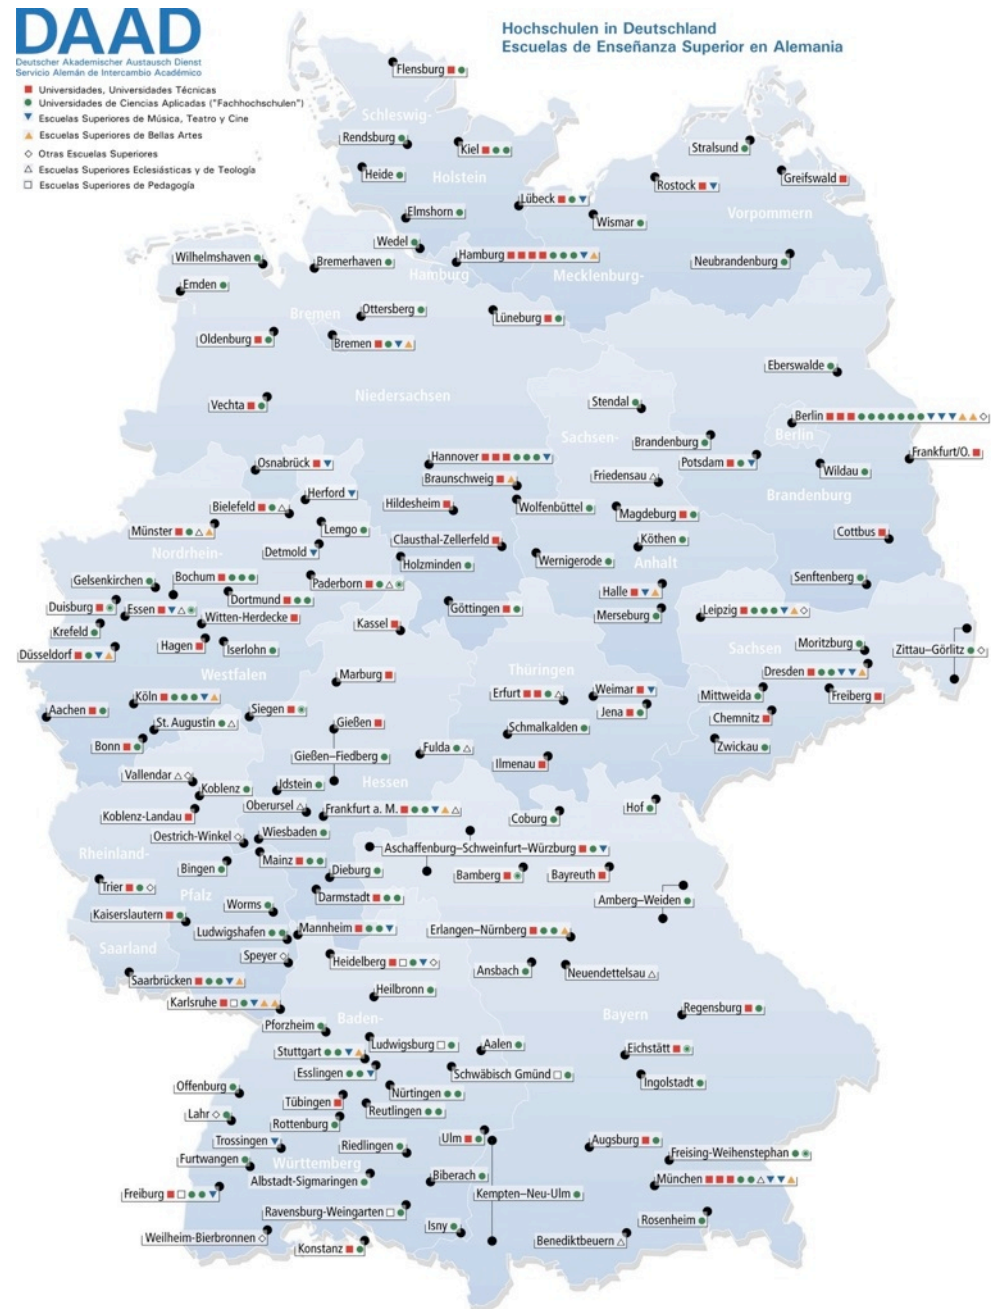 DAAD
Deutscher Akademischer Austausch Dienst
Servicio Alemán de Intercambio Académico
Hochschulen in Deutschland
Escuelas de Enseñanza Superior en Alemania
Universidades, Universidades Técnicas
Universidades de Ciencias Aplicadas ("Fachhochschulen")
Escuelas Superiores de Música, Teatro y Cine
Escuelas Superiores de Bellas Artes
Otras Escuelas Superiores
Escuelas Superiores Eclesiásticas y de Teología
Escuelas Superiores de Pedagogía
Flensburg
Schleswig-
Rendsburg
Kiel
Stralsund
Heide
Holstein
Rostock
Greifswald
Lübeck
Elmshorn
Wismar
Vorpommern
Wedel
Wilhelmshaven
Bremerhaven
Hamburg
Neubrandenburg
Hamburg
Mecklenburg-
Emden
Ottersberg
Bremen
Lüneburg
Oldenburg
Bremen
Eberswalde
Niedersachsen
Vechta
Stendal
Berlin
Sachsen-
Berlin
Brandenburg
Frankfurt/O.
Osnabrück
Hannover
Potsdam
Wildau
Braunschweig
Friedensau
Herford
Brandenburg
Bielefeld
Hildesheim
Wolfenbüttel
Magdeburg
Münster
Lemgo
Clausthal-Zellerfeld
Köthen
Cottbus
Nordrhein-
Detmold
Holzminden
Wernigerode
Anhalt
Gelsenkirchen
Bochum
Paderborn
Senftenberg
Dortmund
Halle
Duisburg
Essen
Göttingen
Leipzig
Witten-Herdecke
Merseburg
Krefeld
Kassel
Hagen
Iserlohn
Sachsen
Moritzburg
Zittau–Görlitz
Düsseldorf
Westfalen
Marburg
Thüringen
Dresden
Köln
Erfurt
Weimar
Mittweida
Freiberg
Aachen
Siegen
Jena
Chemnitz
St. Augustin
Gießen
Schmalkalden
Bonn
Fulda
Zwickau
Gießen–Fiedberg
Ilmenau
Vallendar
Hessen
Koblenz
Idstein
Oberursel
Frankfurt a. M.
Hof
Koblenz-Landau
Coburg
Oestrich-Winkel
Wiesbaden
Aschaffenburg–Schweinfurt–Würzburg
Rheinland-
Mainz
Bingen
Dieburg
Bamberg
Bayreuth
Trier
Pfalz
Darmstadt
Amberg–Weiden
Worms
Kaiserslautern
Mannheim
Erlangen–Nürnberg
Ludwigshafen
Saarland
Speyer
Heidelberg
Ansbach
Neuendettelsau
Saarbrücken
Heilbronn
Karlsruhe
Regensburg
Baden-
Bayern
Pforzheim
Ludwigsburg
Aalen
Eichstätt
Stuttgart
Esslingen
Schwäbisch Gmünd
Ingolstadt
Offenburg
Nürtingen
Tübingen
Reutlingen
Lahr
Rottenburg
Trossingen
Riedlingen
Ulm
Augsburg
Freising-Weihenstephan
Furtwangen
Württemberg
Albstadt-Sigmaringen
Biberach
München
Freiburg
Kempten–Neu-Ulm
Ravensburg-Weingarten
Rosenheim
Isny
Weilheim-Bierbronnen
Benediktbeuern
Konstanz